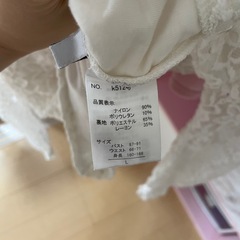 NO. k5124
品質表示
ナイロン 90%
ポリウレタン 10%
裏地 ポリエステル 65%
レーヨン 35%
サイズ
バスト
ウエスト
身長
L